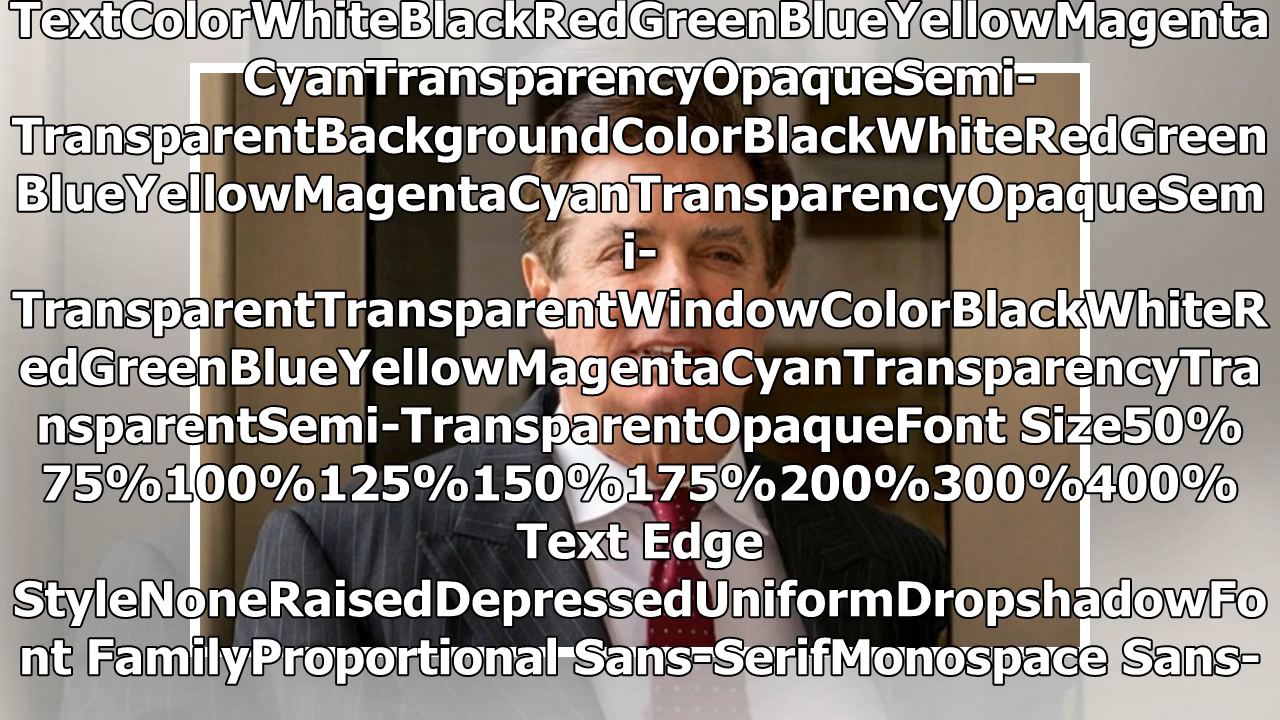 TextColorWhiteBlackRedGreenBlueYellowMagenta
CyanTransparencyOpaqueSemi-
TransparentBackgroundColorBlackWhiteRedGreen
BlueYellowMagentaCyanTransparencyOpaqueSem
i-
TransparentTransparentWindowColorBlackWhiteR
edGreenBlueYellowMagentaCyanTransparencyTra
nsparentSemi-TransparentOpaqueFont Size50%
75%100%125%150%175%200%300%400%
Text Edge
StyleNoneRaisedDepressedUniformDropshadowFo
nt FamilyProportional Sans-SerifMonospace Sans-